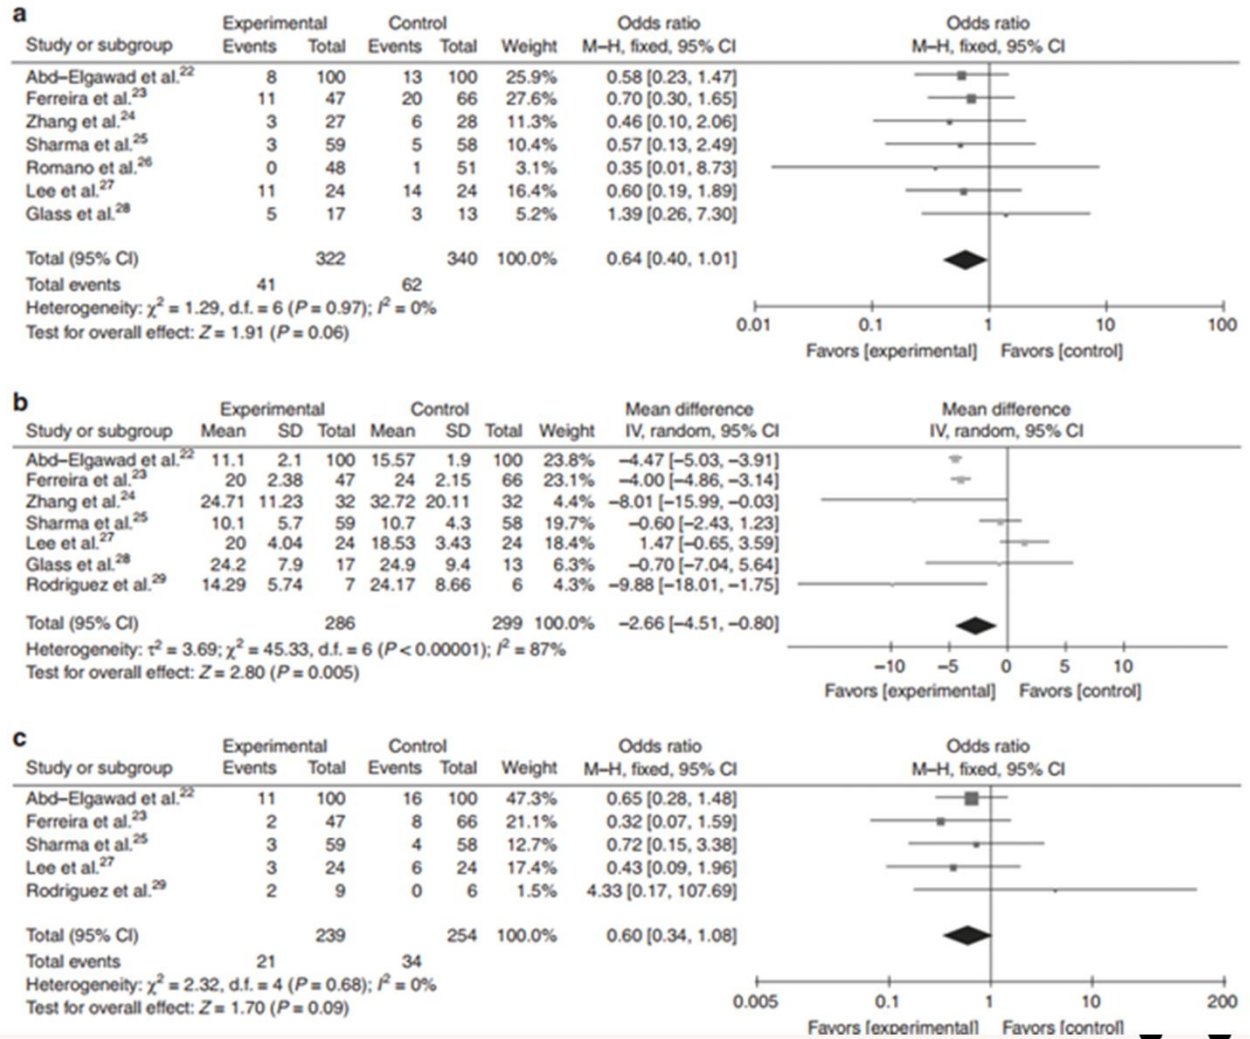 a
Experimental Control Odds ratio Odds ratio
Study or subgroup Events Total Events Total Weight M–H, fixed, 95% CI M–H, fixed, 95% CI
Abd–Elgawad et al.22 8 100 13 100 25.9% 0.58 [0.23, 1.47]
Ferreira et al.23 11 47 20 66 27.6% 0.70 [0.30, 1.65]
Zhang et al.24 3 27 6 28 11.3% 0.46 [0.10, 2.06]
Sharma et al.25 3 59 5 58 10.4% 0.57 [0.13, 2.49]
Romano et al.26 0 48 1 51 3.1% 0.35 [0.01, 8.73]
Lee et al.27 11 24 14 24 16.4% 0.60 [0.19, 1.89]
Glass et al.28 5 17 3 13 5.2% 1.39 [0.26, 7.30]
Total (95% CI) 322 340 100.0% 0.64 [0.40, 1.01]
Total events 41 62
Heterogeneity: χ² = 1.29, d.f. = 6 (P = 0.97); I² = 0%
Test for overall effect: Z = 1.91 (P = 0.06)
0.01 0.1 1 10 100
Favors [experimental] Favors [control]
b
Experimental Control Mean difference Mean difference
Study or subgroup Mean SD Total Mean SD Total Weight IV, random, 95% CI IV, random, 95% CI
Abd–Elgawad et al.22 11.1 2.1 100 15.57 1.9 100 23.8% –4.47 [–5.03, –3.91]
Ferreira et al.23 20 2.38 47 24 2.15 66 23.1% –4.00 [–4.86, –3.14]
Zhang et al.24 24.71 11.23 32 32.72 20.11 32 4.4% –8.01 [–15.99, –0.03]
Sharma et al.25 10.1 5.7 59 10.7 4.3 58 19.7% –0.60 [–2.43, 1.23]
Lee et al.27 20 4.04 24 18.53 3.43 24 18.4% 1.47 [–0.65, 3.59]
Glass et al.28 24.2 7.9 17 24.9 9.4 13 6.3% –0.70 [–7.04, 5.64]
Rodriguez et al.29 14.29 5.74 7 24.17 8.66 6 4.3% –9.88 [–18.01, –1.75]
Total (95% CI) 286 299 100.0% –2.66 [–4.51, –0.80]
Heterogeneity: τ² = 3.69; χ² = 45.33, d.f. = 6 (P < 0.00001); I² = 87%
Test for overall effect: Z = 2.80 (P = 0.005)
–10 –5 0 5 10
Favors [experimental] Favors [control]
c
Experimental Control Odds ratio Odds ratio
Study or subgroup Events Total Events Total Weight M–H, fixed, 95% CI M–H, fixed, 95% CI
Abd–Elgawad et al.22 11 100 16 100 47.3% 0.65 [0.28, 1.48]
Ferreira et al.23 2 47 8 66 21.1% 0.32 [0.07, 1.59]
Sharma et al.25 3 59 4 58 12.7% 0.72 [0.15, 3.38]
Lee et al.27 3 24 6 24 17.4% 0.43 [0.09, 1.96]
Rodriguez et al.29 2 9 0 6 1.5% 4.33 [0.17, 107.69]
Total (95% CI) 239 254 100.0% 0.60 [0.34, 1.08]
Total events 21 34
Heterogeneity: χ² = 2.32, d.f. = 4 (P = 0.68); I² = 0%
Test for overall effect: Z = 1.70 (P = 0.09)
0.005 0.1 1 10 200
Favors [experimental] Favors [control]